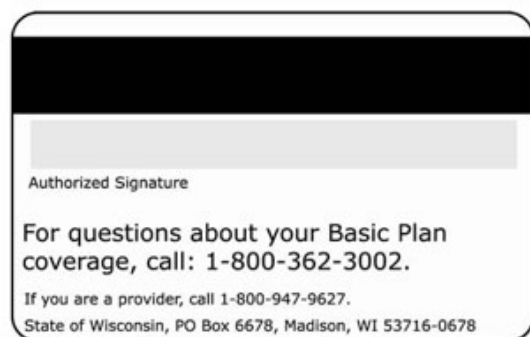 Authorized Signature
For questions about your Basic Plan
coverage, call: 1-800-362-3002.
If you are a provider, call 1-800-947-9627.
State of Wisconsin, PO Box 6678, Madison, WI 53716-0678